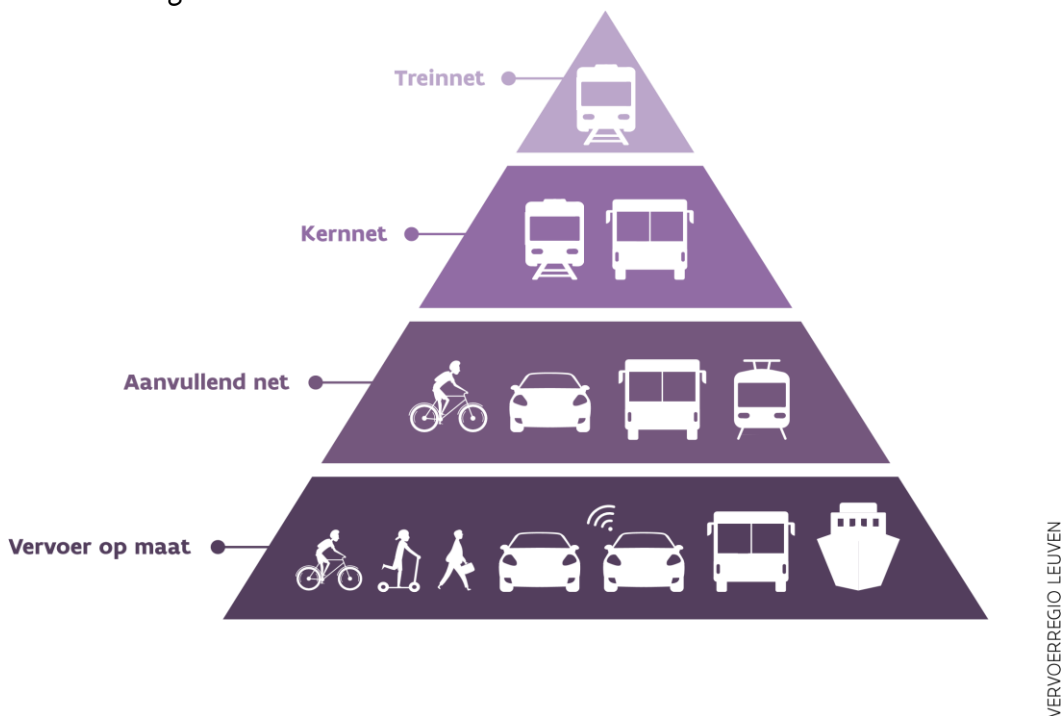 Treinnet
Kernnet
Aanvullend net
Vervoer op maat
VERVOERREGIO LEUVEN